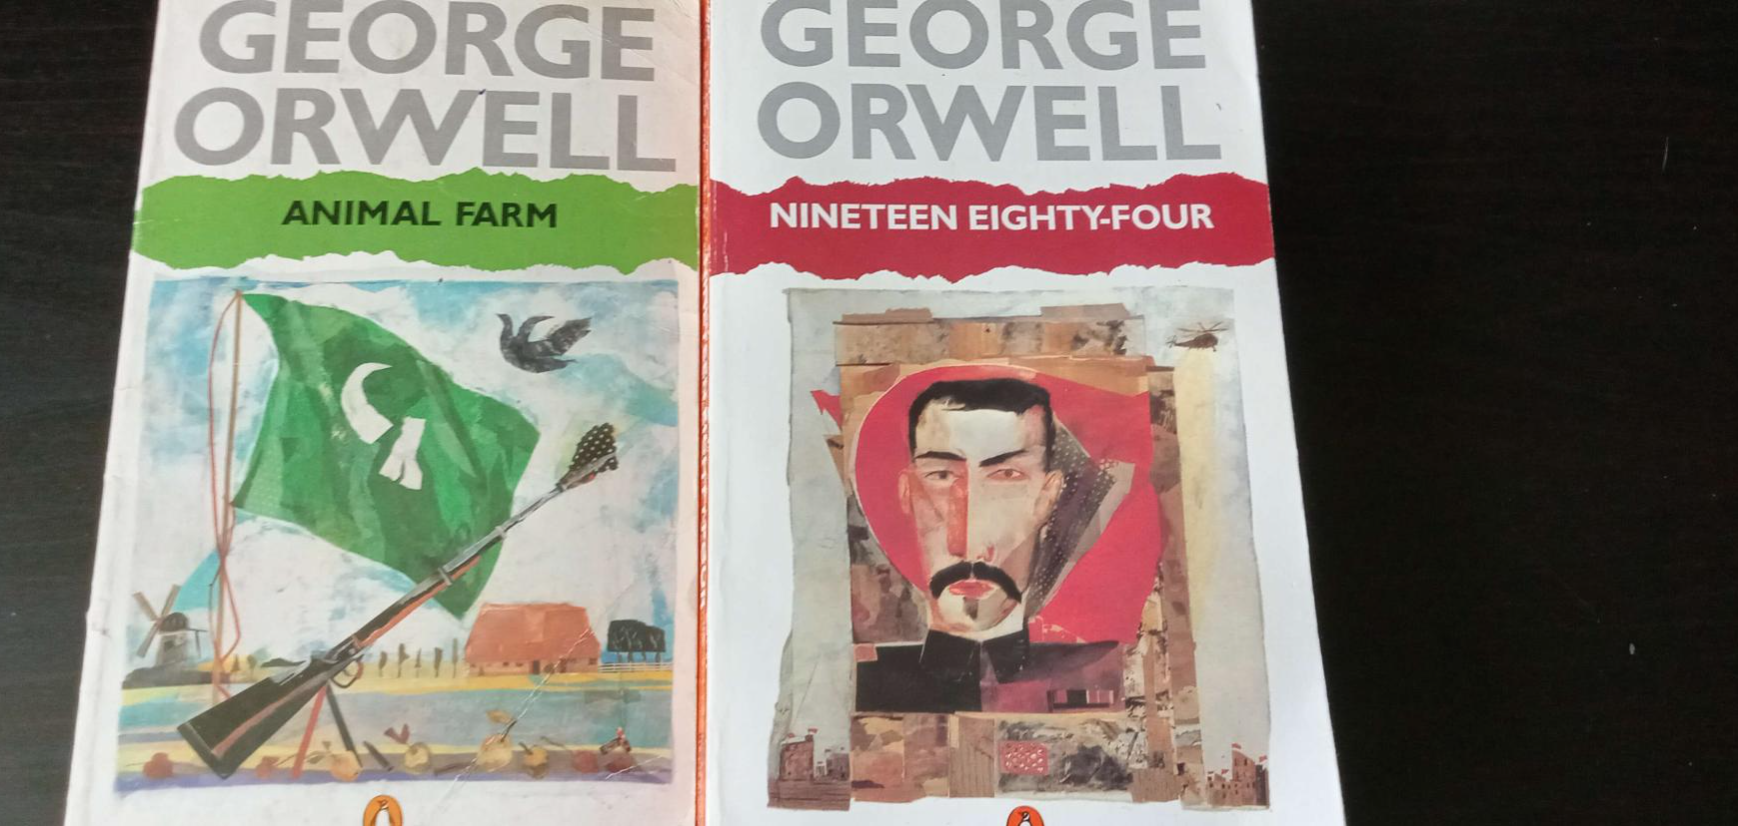 GEORGE
ORWELL
ANIMAL FARM
GEORGE
ORWELL
NINETEEN EIGHTY-FOUR